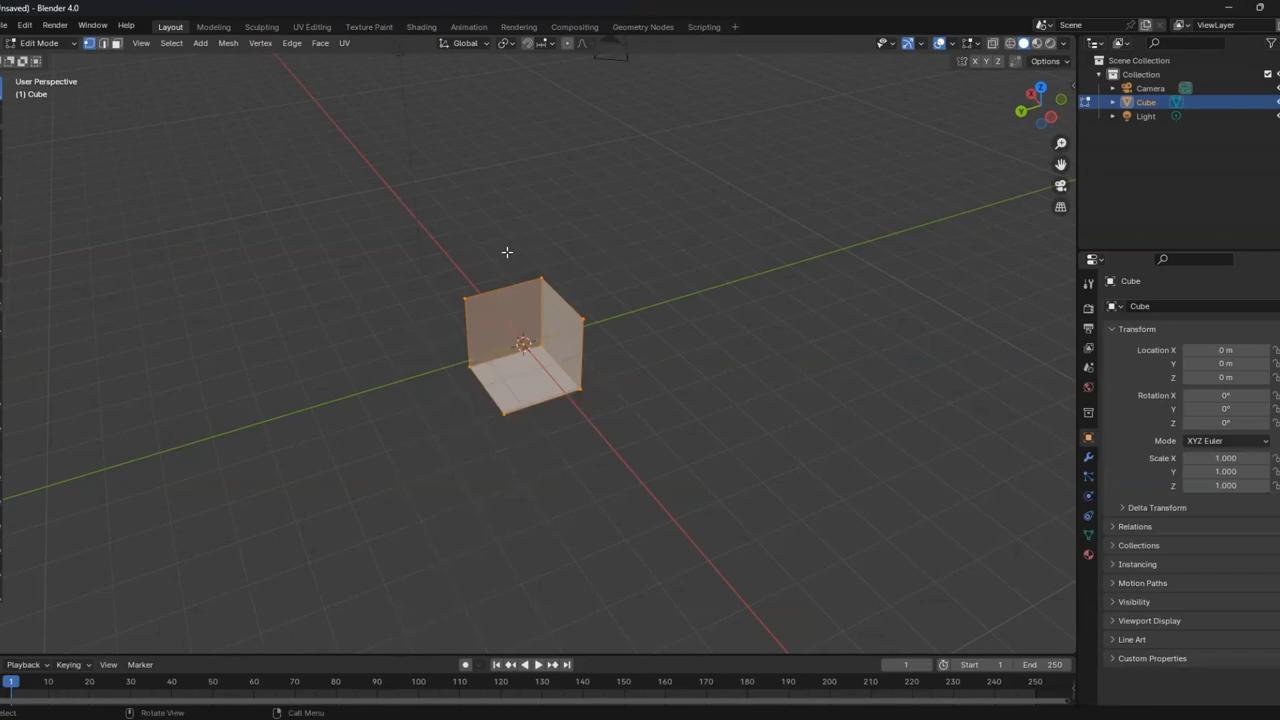 nsaved) - Blender 4.0
Edit Render Window Help
Layout Modeling Sculpting UV Editing Texture Paint Shading Animation Rendering Compositing Geometry Nodes Scripting +
Scene
ViewLayer
Edit Mode View Select Add Mesh Vertex Edge Face UV
Global
X Y Z Options
User Perspective
(1) Cube
Z
X
Y
Scene Collection
Collection
Camera
Cube
Light
Cube
Cube
Transform
Location X 0 m
Y 0 m
Z 0 m
Rotation X 0°
Y 0°
Z 0°
Mode XYZ Euler
Scale X 1.000
Y 1.000
Z 1.000
Delta Transform
Relations
Collections
Instancing
Motion Paths
Visibility
Viewport Display
Line Art
Custom Properties
Playback Keying View Marker
1 Start 1 End 250
1 10 20 30 40 50 60 70 80 90 100 110 120 130 140 150 160 170 180 190 200 210 220 230 240 250
elect Rotate View Call Menu